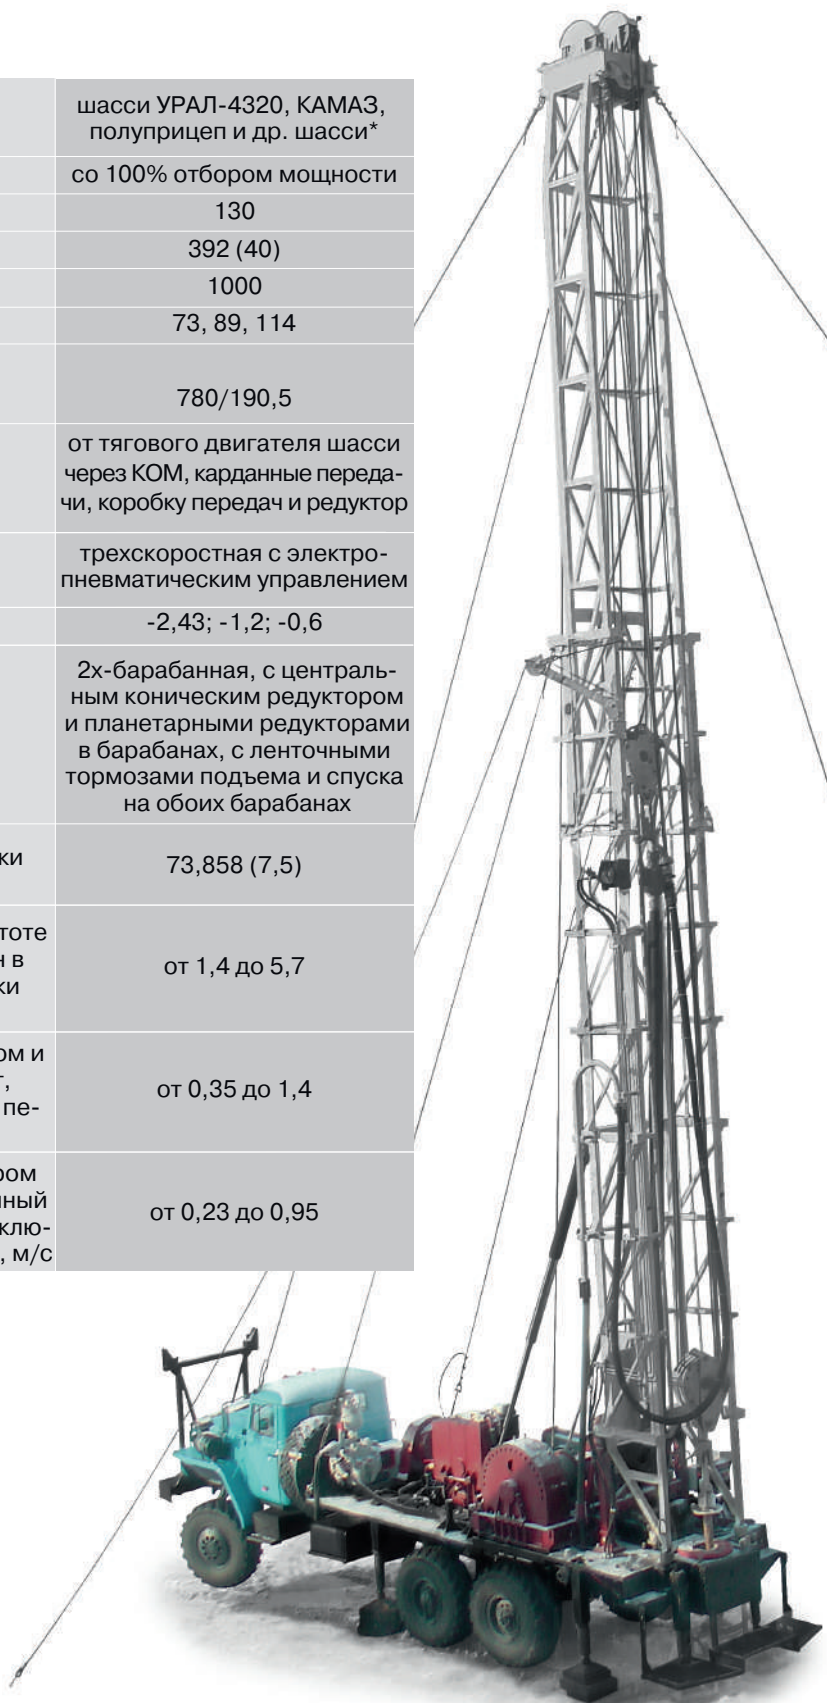 шасси УРАЛ-4320, КАМАЗ,
полуприцеп и др. шасси*
со 100% отбором мощности
130
392 (40)
1000
73, 89, 114
780/190,5
от тягового двигателя шасси
через КОМ, карданные переда-
чи, коробку передач и редуктор
трехскоростная с электро-
пневматическим управлением
-2,43; -1,2; -0,6
2х-барабанная, с централь-
ным коническим редуктором
и планетарными редукторами
в барабанах, с ленточными
тормозами подъема и спуска
на обоих барабанах
ки
73,858 (7,5)
тоте
н в
ки
от 1,4 до 5,7
ом и
т,
пе-
от 0,35 до 1,4
ром
ный
клю-
, м/с
от 0,23 до 0,95